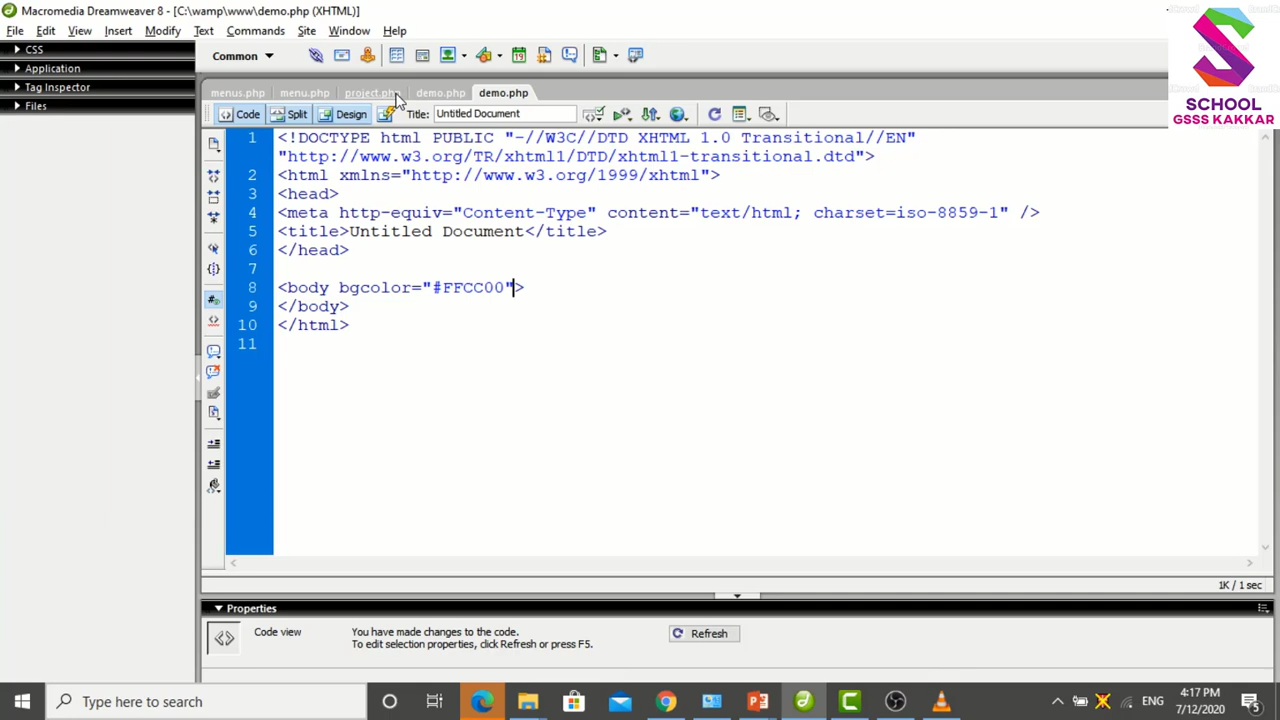 Macromedia Dreamweaver 8 - [C:\wamp\www\demo.php (XHTML)]
File Edit View Insert Modify Text Commands Site Window Help
CSS
Application
Tag Inspector
Files
Common
menus.php menu.php project.php demo.php demo.php
Code Split Design Title: Untitled Document
1 <!DOCTYPE html PUBLIC "-//W3C//DTD XHTML 1.0 Transitional//EN"
"http://www.w3.org/TR/xhtml1/DTD/xhtml1-transitional.dtd">
2 <html xmlns="http://www.w3.org/1999/xhtml">
3 <head>
4 <meta http-equiv="Content-Type" content="text/html; charset=iso-8859-1" />
5 <title>Untitled Document</title>
6 </head>
7
8 <body bgcolor="#FFCC00">
9 </body>
10 </html>
11
1K / 1 sec
Properties
Code view
You have made changes to the code.
To edit selection properties, click Refresh or press F5.
Refresh
SCHOOL
GSSS KAKKAR
Type here to search
ENG
4:17 PM
7/12/2020
5